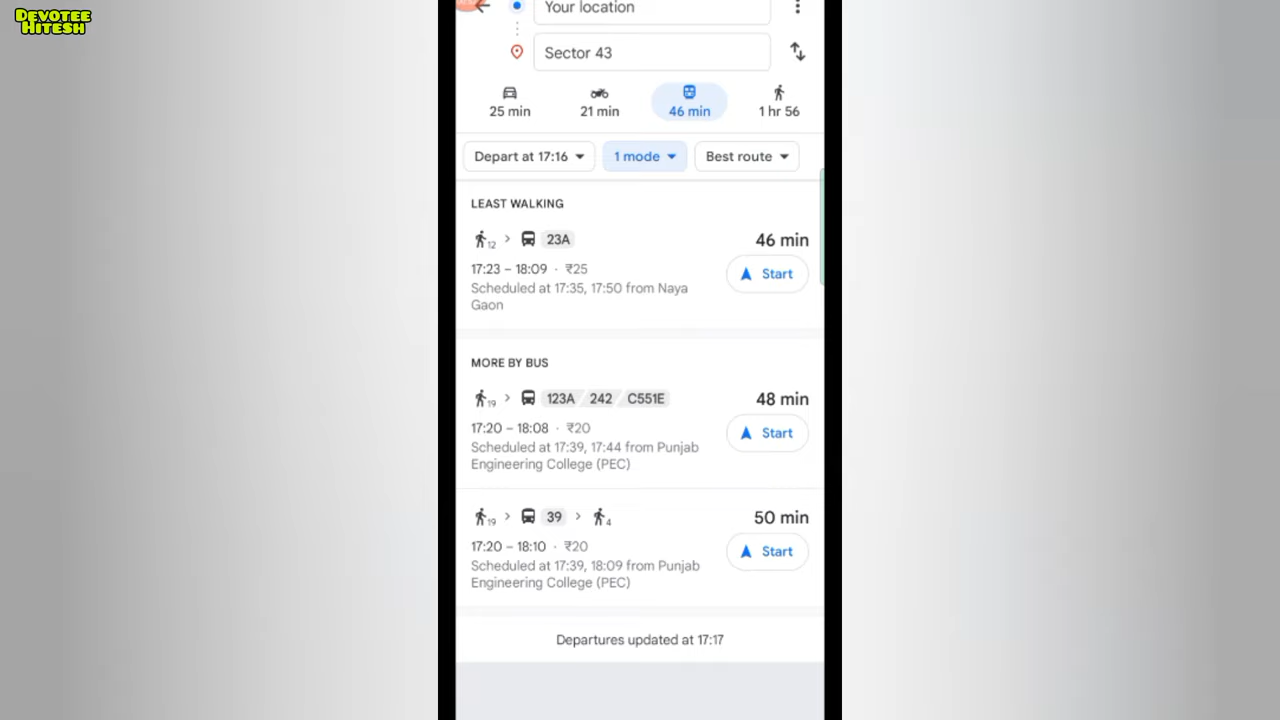 DEVOTEE
HITESH
Your location
Sector 43
25 min
21 min
46 min
1 hr 56
Depart at 17:16
1 mode
Best route
LEAST WALKING
12 23A
46 min
17:23 – 18:09 · ₹25
Start
Scheduled at 17:35, 17:50 from Naya
Gaon
MORE BY BUS
19 123A 242 C551E
48 min
17:20 – 18:08 · ₹20
Start
Scheduled at 17:39, 17:44 from Punjab
Engineering College (PEC)
19 39 4
50 min
17:20 – 18:10 · ₹20
Start
Scheduled at 17:39, 18:09 from Punjab
Engineering College (PEC)
Departures updated at 17:17